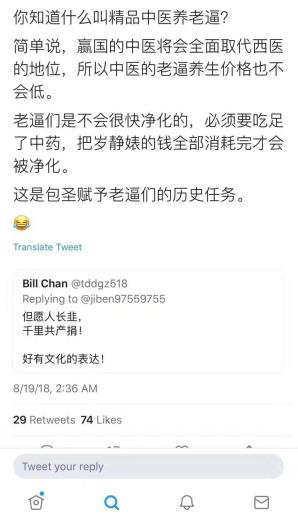 你知道什么叫精品中医养老逼?
简单说，赢国的中医将会全面取代西医
的地位，所以中医的老逼养生价格也不
会低。
老逼们是不会很快净化的，必须要吃足
了中药，把岁静婊的钱全部消耗完才会
被净化。
这是包圣赋予老逼们的历史任务。
😂
Translate Tweet
Bill Chan @tddgz518
Replying to @jiben97559755
但愿人长韭，
千里共产捐！
好有文化的表达！
8/19/18, 2:36 AM
29 Retweets 74 Likes
Tweet your reply